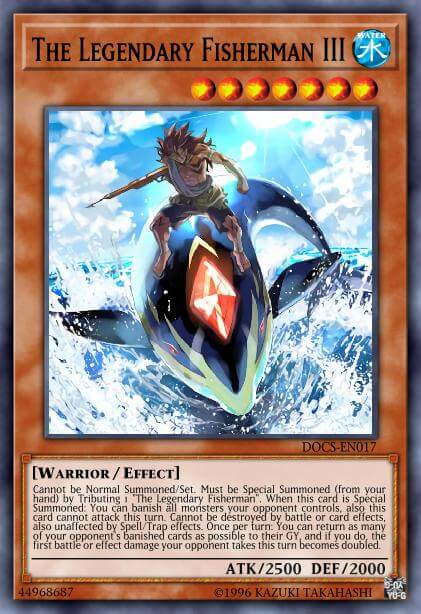 THE LEGENDARY FISHERMAN III
WATER
水
DOCS-EN017
[WARRIOR / EFFECT]
Cannot be Normal Summoned/Set. Must be Special Summoned (from your
hand) by Tributing 1 "The Legendary Fisherman". When this card is Special
Summoned: You can banish all monsters your opponent controls, also this
card cannot attack this turn. Cannot be destroyed by battle or card effects,
also unaffected by Spell/Trap effects. Once per turn: You can return as many
of your opponent's banished cards as possible to their GY, and if you do, the
first battle or effect damage your opponent takes this turn becomes doubled.
ATK/2500 DEF/2000
44968687
©1996 KAZUKI TAKAHASHI